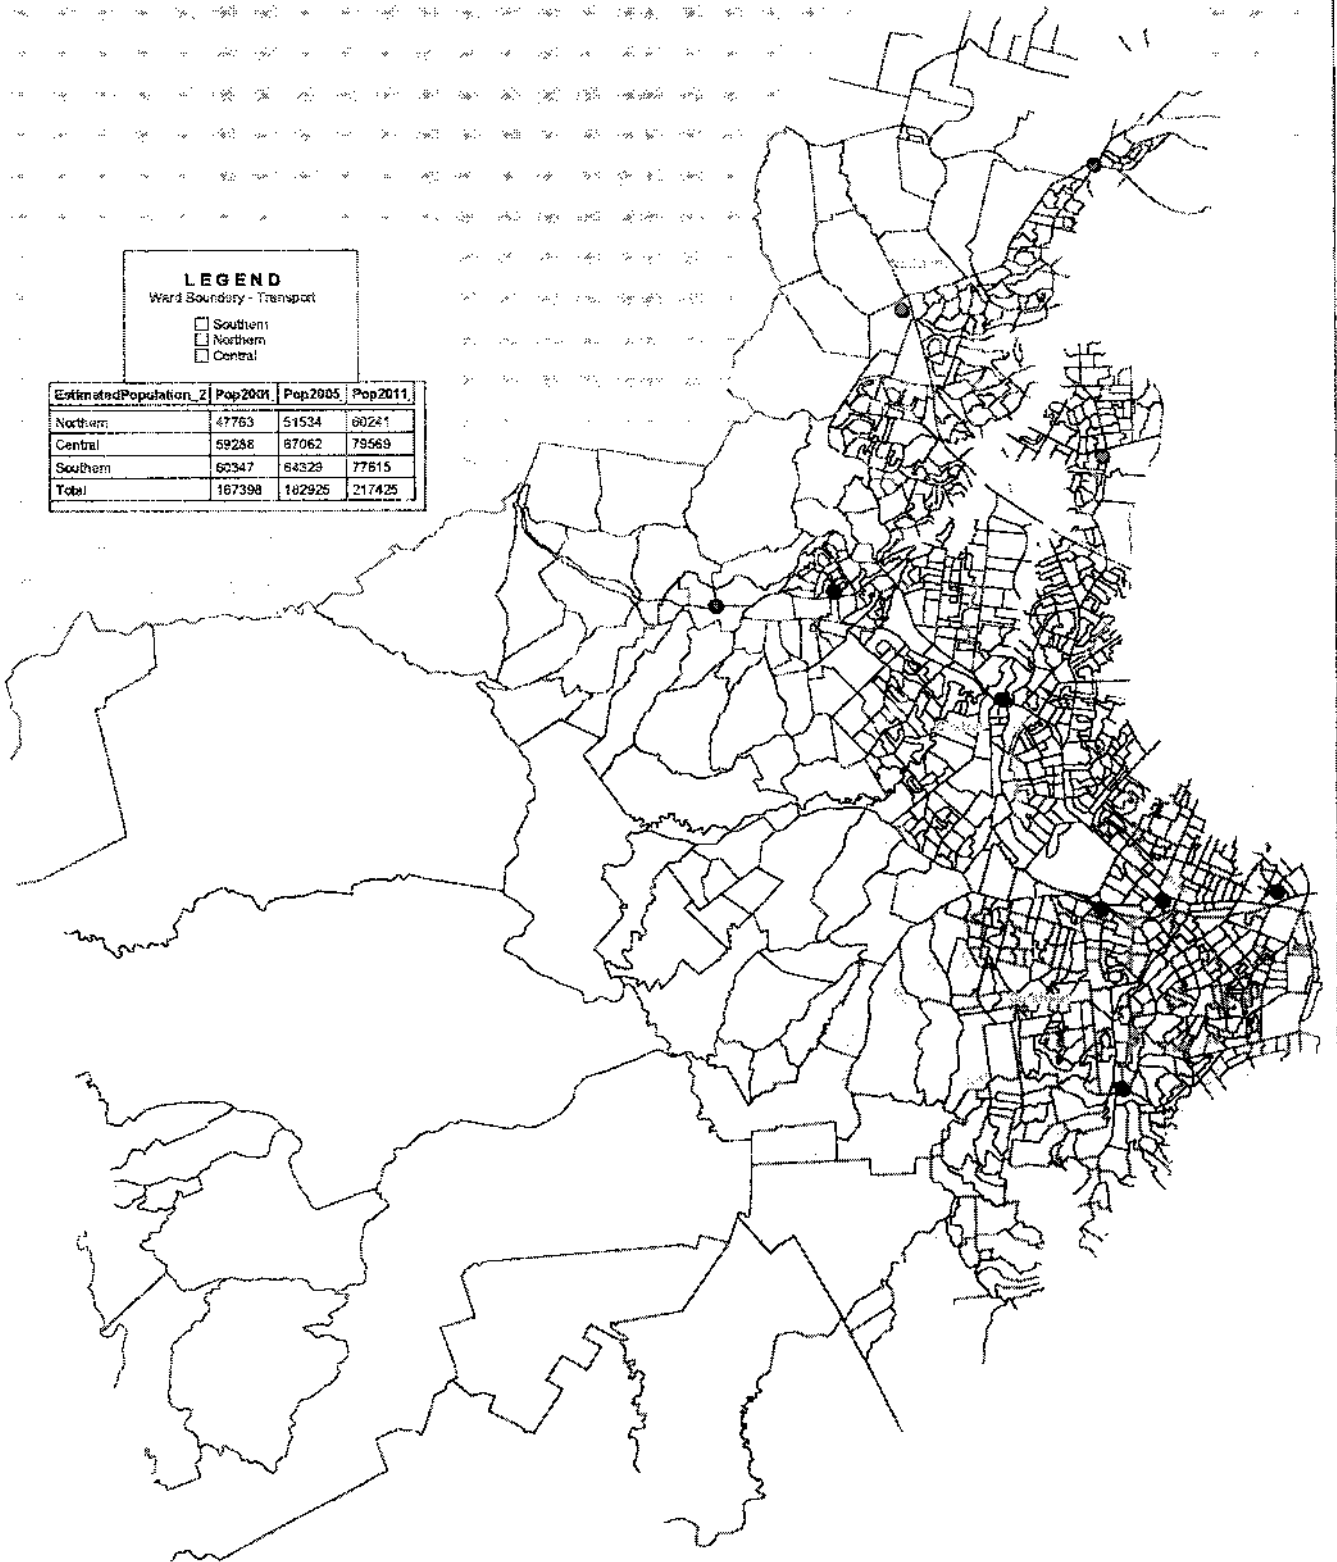 LEGEND
Ward Boundary - Transport
Southern
Northern
Central
EstimatedPopulation_2 Pop2001 Pop2005 Pop2011
Northern 47763 51534 60241
Central 59288 67062 79569
Southern 60347 64329 77615
Total 167398 182925 217425